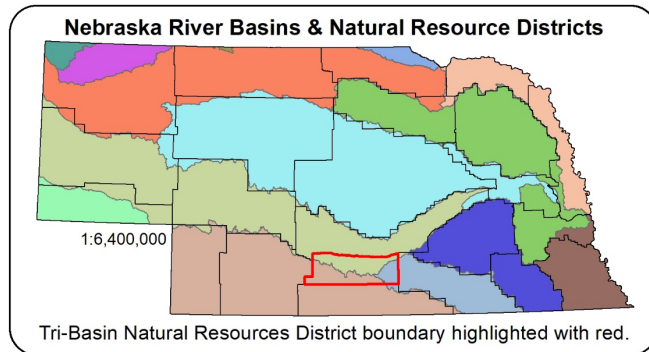 Nebraska River Basins & Natural Resource Districts
1:6,400,000
Tri-Basin Natural Resources District boundary highlighted with red.